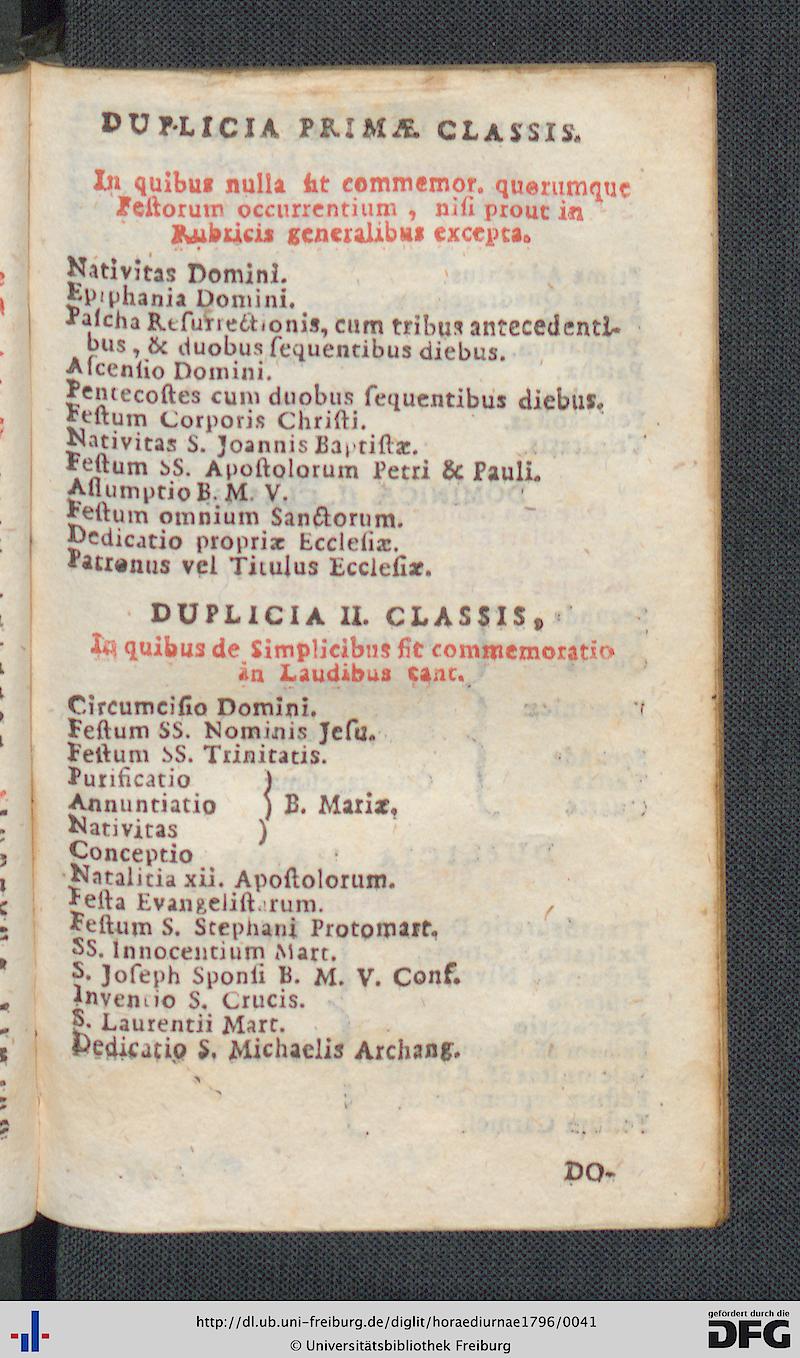 DUPLICIA PRIMÆ CLASSIS.
In quibus nulla fit commemor. quorumque
Feſtorum occurrentium, niſi prout in
Rubricis generalibus excepta.
Nativitas Domini.
Epiphania Domini.
Paſcha Reſurrectionis, cum tribus antecedenti-
bus, & duobus ſequentibus diebus.
Aſcenſio Domini.
Pentecoſtes cum duobus ſequentibus diebus.
Feſtum Corporis Chriſti.
Nativitas S. Joannis Baptiſtæ.
Feſtum SS. Apoſtolorum Petri & Pauli.
Aſſumptio B. M. V.
Feſtum omnium Sanctorum.
Dedicatio propriæ Eccleſiæ.
Patronus vel Titulus Eccleſiæ.
DUPLICIA II. CLASSIS,
In quibus de Simplicibus fit commemoratio
in Laudibus tant.
Circumciſio Domini.
Feſtum SS. Nominis Jeſu.
Feſtum SS. Trinitatis.
Purificatio )
Annuntiatio ) B. Mariæ,
Nativitas )
Conceptio
Natalitia xii. Apoſtolorum.
Feſta Evangeliſtarum.
Feſtum S. Stephani Protomart.
SS. Innocentium Mart.
S. Joſeph Sponſi B. M. V. Conf.
Inventio S. Crucis.
S. Laurentii Mart.
Dedicatio S. Michaelis Archang.
DO-
http://dl.ub.uni-freiburg.de/diglit/horaediurnae1796/0041
© Universitätsbibliothek Freiburg
gefördert durch die
DFG